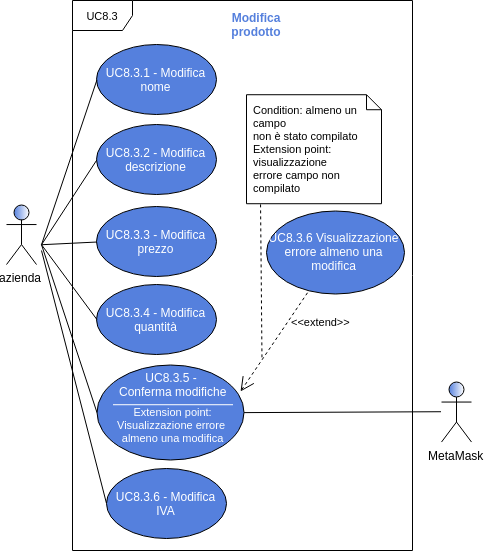 UC8.3
Modifica
prodotto
UC8.3.1 - Modifica
nome
Condition: almeno un
campo
non è stato compilato
Extension point:
visualizzazione
errore campo non
compilato
UC8.3.2 - Modifica
descrizione
UC8.3.3 - Modifica
prezzo
UC8.3.6 Visualizzazione
errore almeno una
modifica
azienda
UC8.3.4 - Modifica
quantità
<<extend>>
UC8.3.5 -
Conferma modifiche
Extension point:
Visualizzazione errore
almeno una modifica
MetaMask
UC8.3.6 - Modifica
IVA